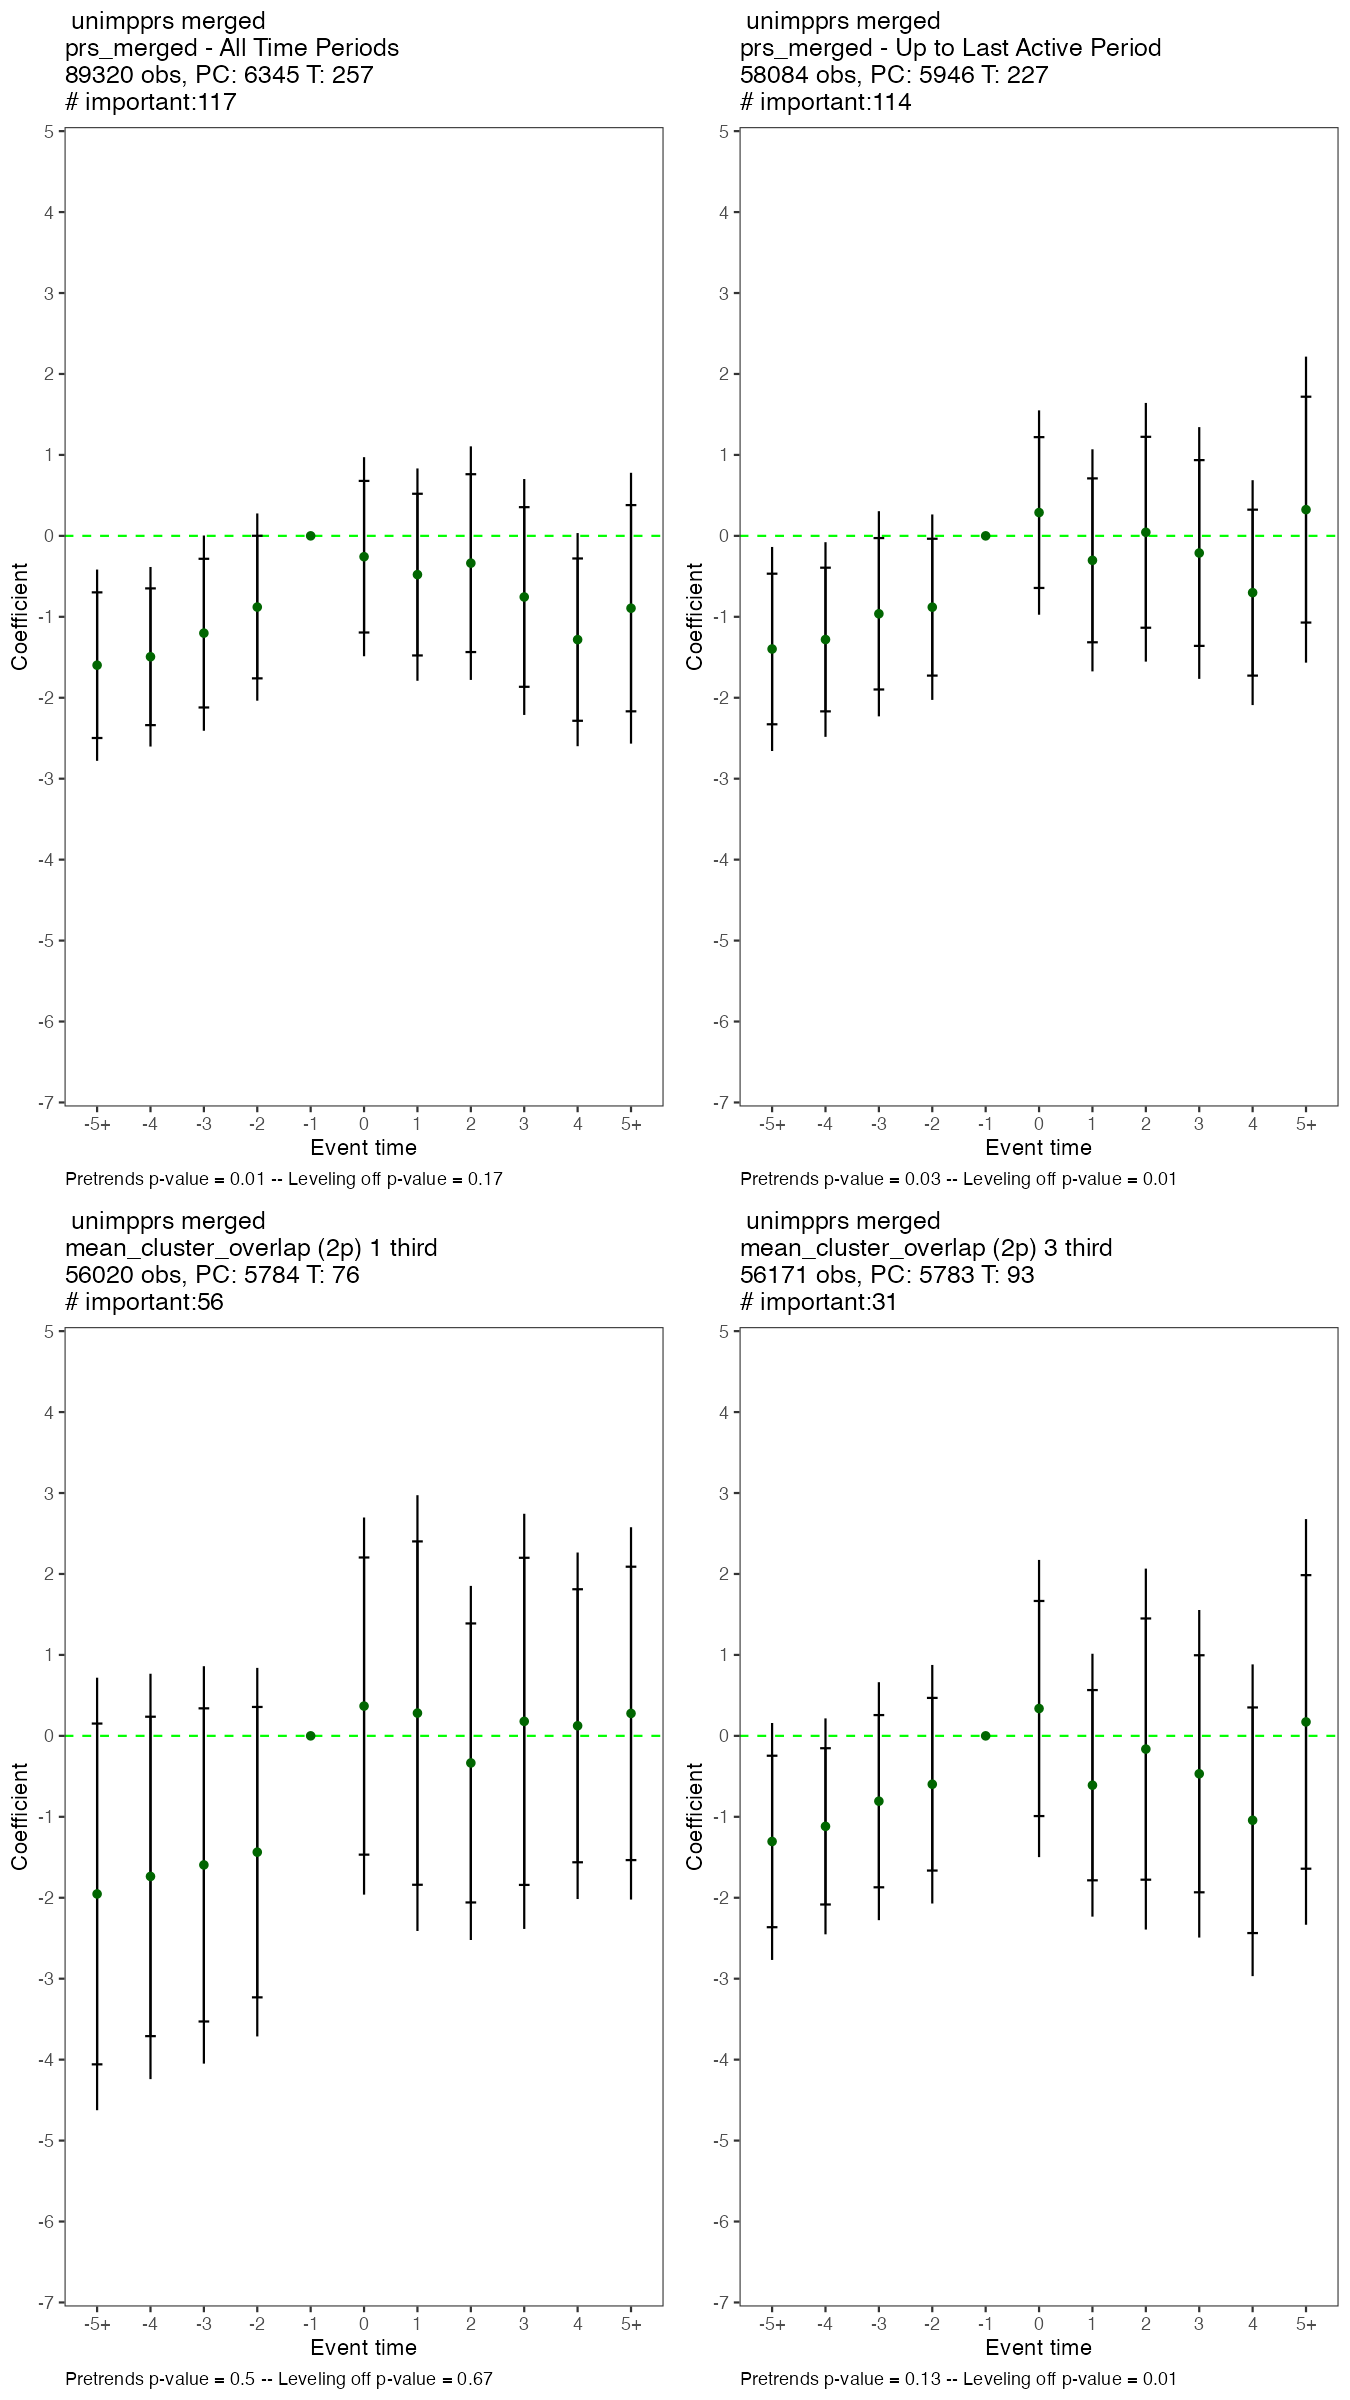 unimpprs merged
prs_merged - All Time Periods
89320 obs, PC: 6345 T: 257
# important:117
5
4
3
2
1
0
-1
-2
-3
-4
-5
-6
-7
Coefficient
-5+ -4 -3 -2 -1 0 1 2 3 4 5+
Event time
Pretrends p-value = 0.01 -- Leveling off p-value = 0.17
unimpprs merged
prs_merged - Up to Last Active Period
58084 obs, PC: 5946 T: 227
# important:114
5
4
3
2
1
0
-1
-2
-3
-4
-5
-6
-7
Coefficient
-5+ -4 -3 -2 -1 0 1 2 3 4 5+
Event time
Pretrends p-value = 0.03 -- Leveling off p-value = 0.01
unimpprs merged
mean_cluster_overlap (2p) 1 third
56020 obs, PC: 5784 T: 76
# important:56
5
4
3
2
1
0
-1
-2
-3
-4
-5
-6
-7
Coefficient
-5+ -4 -3 -2 -1 0 1 2 3 4 5+
Event time
Pretrends p-value = 0.5 -- Leveling off p-value = 0.67
unimpprs merged
mean_cluster_overlap (2p) 3 third
56171 obs, PC: 5783 T: 93
# important:31
5
4
3
2
1
0
-1
-2
-3
-4
-5
-6
-7
Coefficient
-5+ -4 -3 -2 -1 0 1 2 3 4 5+
Event time
Pretrends p-value = 0.13 -- Leveling off p-value = 0.01